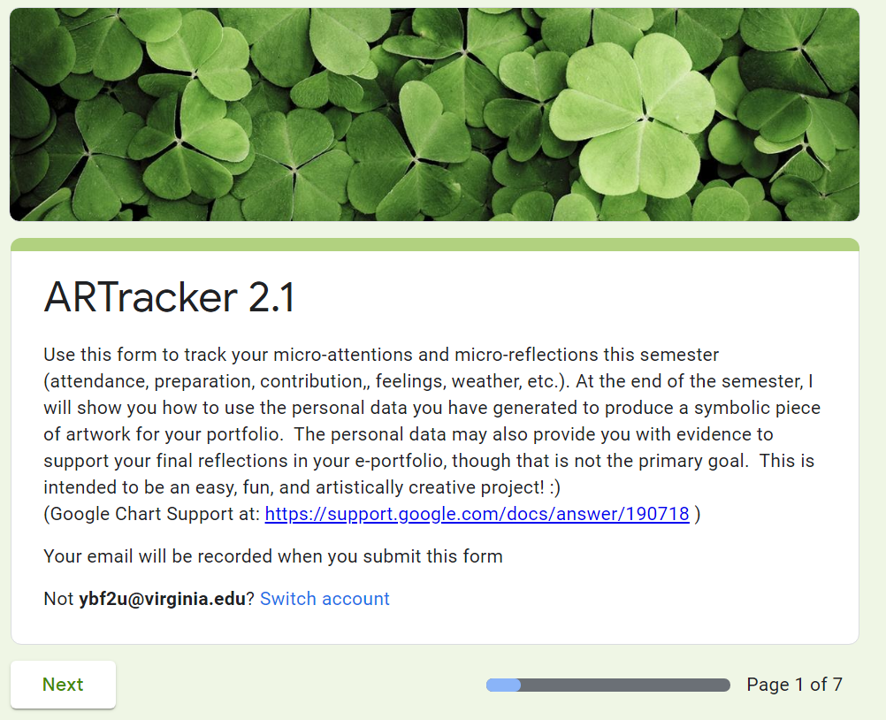 ARTracker 2.1
Use this form to track your micro-attentions and micro-reflections this semester
(attendance, preparation, contribution,, feelings, weather, etc.). At the end of the semester, I
will show you how to use the personal data you have generated to produce a symbolic piece
of artwork for your portfolio.  The personal data may also provide you with evidence to
support your final reflections in your e-portfolio, though that is not the primary goal.  This is
intended to be an easy, fun, and artistically creative project! :)
(Google Chart Support at: https://support.google.com/docs/answer/190718 )
Your email will be recorded when you submit this form
Not ybf2u@virginia.edu? Switch account
Next
Page 1 of 7